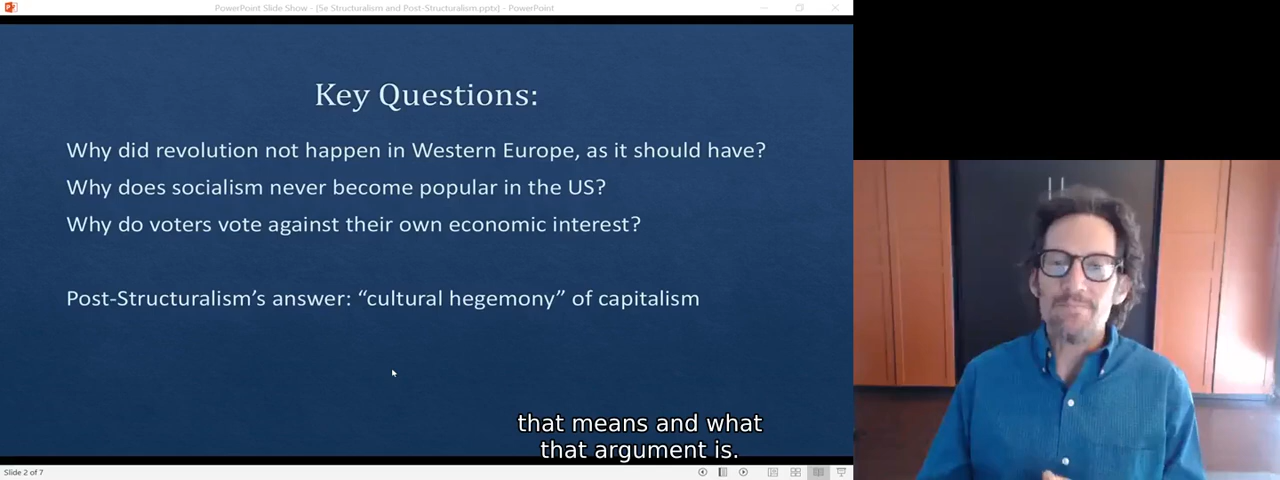 PowerPoint Slide Show - [5e Structuralism and Post-Structuralism.pptx] - PowerPoint
Key Questions:
Why did revolution not happen in Western Europe, as it should have?
Why does socialism never become popular in the US?
Why do voters vote against their own economic interest?
Post-Structuralism’s answer: “cultural hegemony” of capitalism
that means and what
that argument is.
Slide 2 of 7